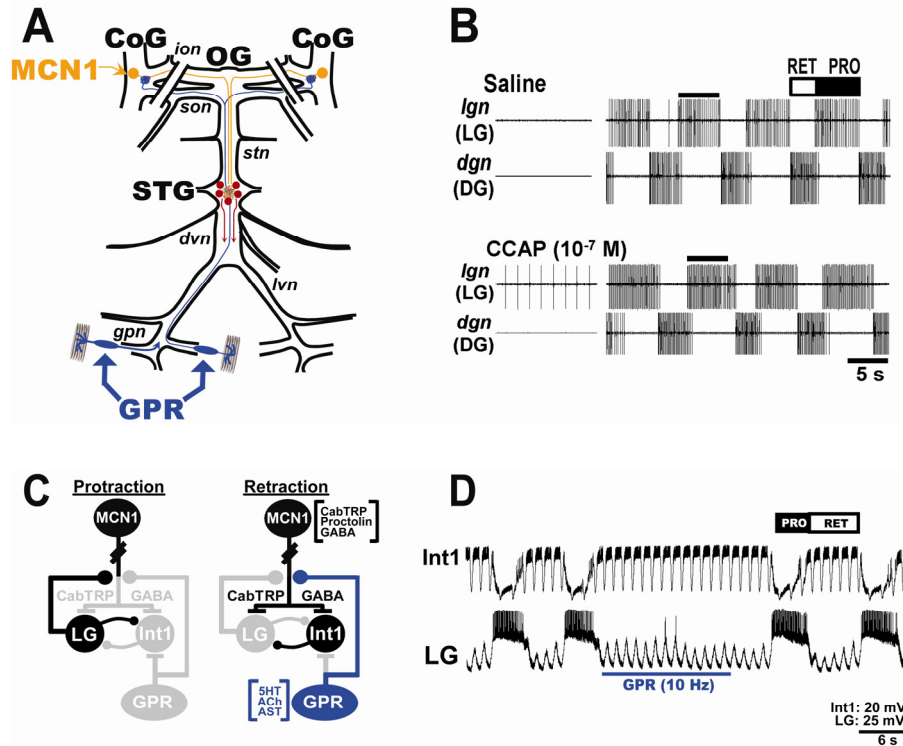 A
CoG
ion
OG
CoG
MCN1
son
stn
STG
dvn
lvn
gpn
GPR
B
RET PRO
Saline
lgn
(LG)
dgn
(DG)
CCAP (10⁻⁷ M)
lgn
(LG)
dgn
(DG)
5 s
C
Protraction
MCN1
CabTRP GABA
LG
Int1
GPR
Retraction
MCN1
CabTRP
Proctolin
GABA
CabTRP GABA
LG
Int1
5HT
ACh
AST
GPR
D
PRO RET
Int1
LG
GPR (10 Hz)
Int1: 20 mV
LG: 25 mV
6 s